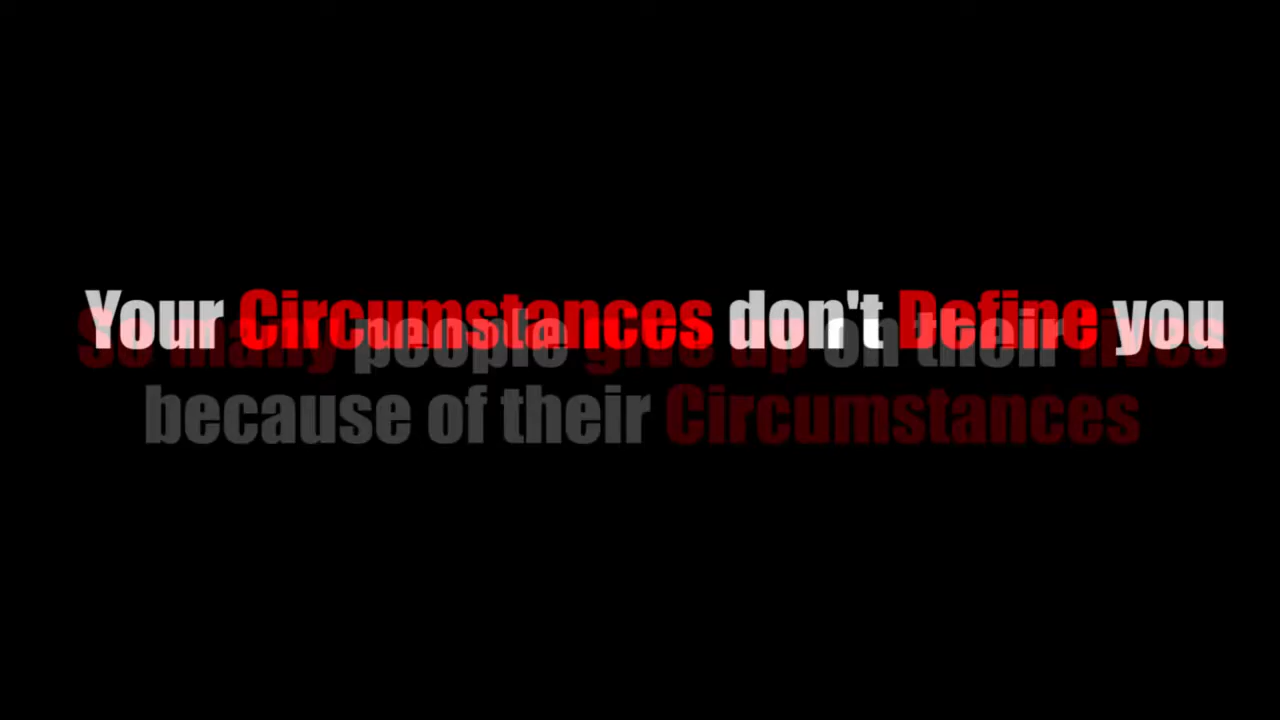 Your Circumstances don't Define you
So many people give up on their lives
because of their Circumstances